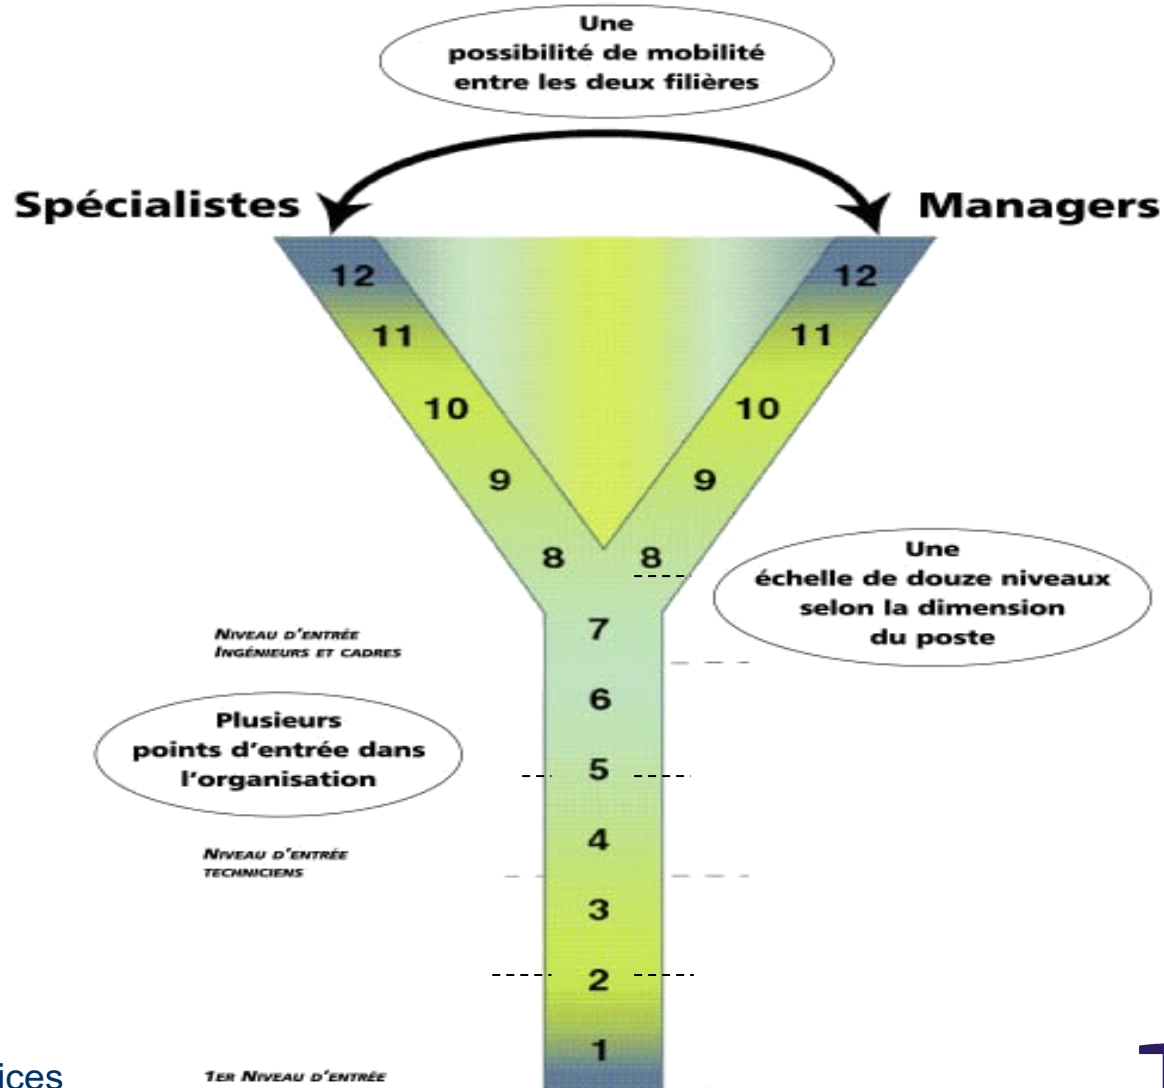 Une
possibilité de mobilité
entre les deux filières
Spécialistes
Managers
12
12
11
11
10
10
9
9
8
8
Une
échelle de douze niveaux
selon la dimension
du poste
7
NIVEAU D'ENTRÉE
INGÉNIEURS ET CADRES
6
Plusieurs
points d'entrée dans
l'organisation
5
4
NIVEAU D'ENTRÉE
TECHNICIENS
3
2
1
1ER NIVEAU D'ENTRÉE
ices